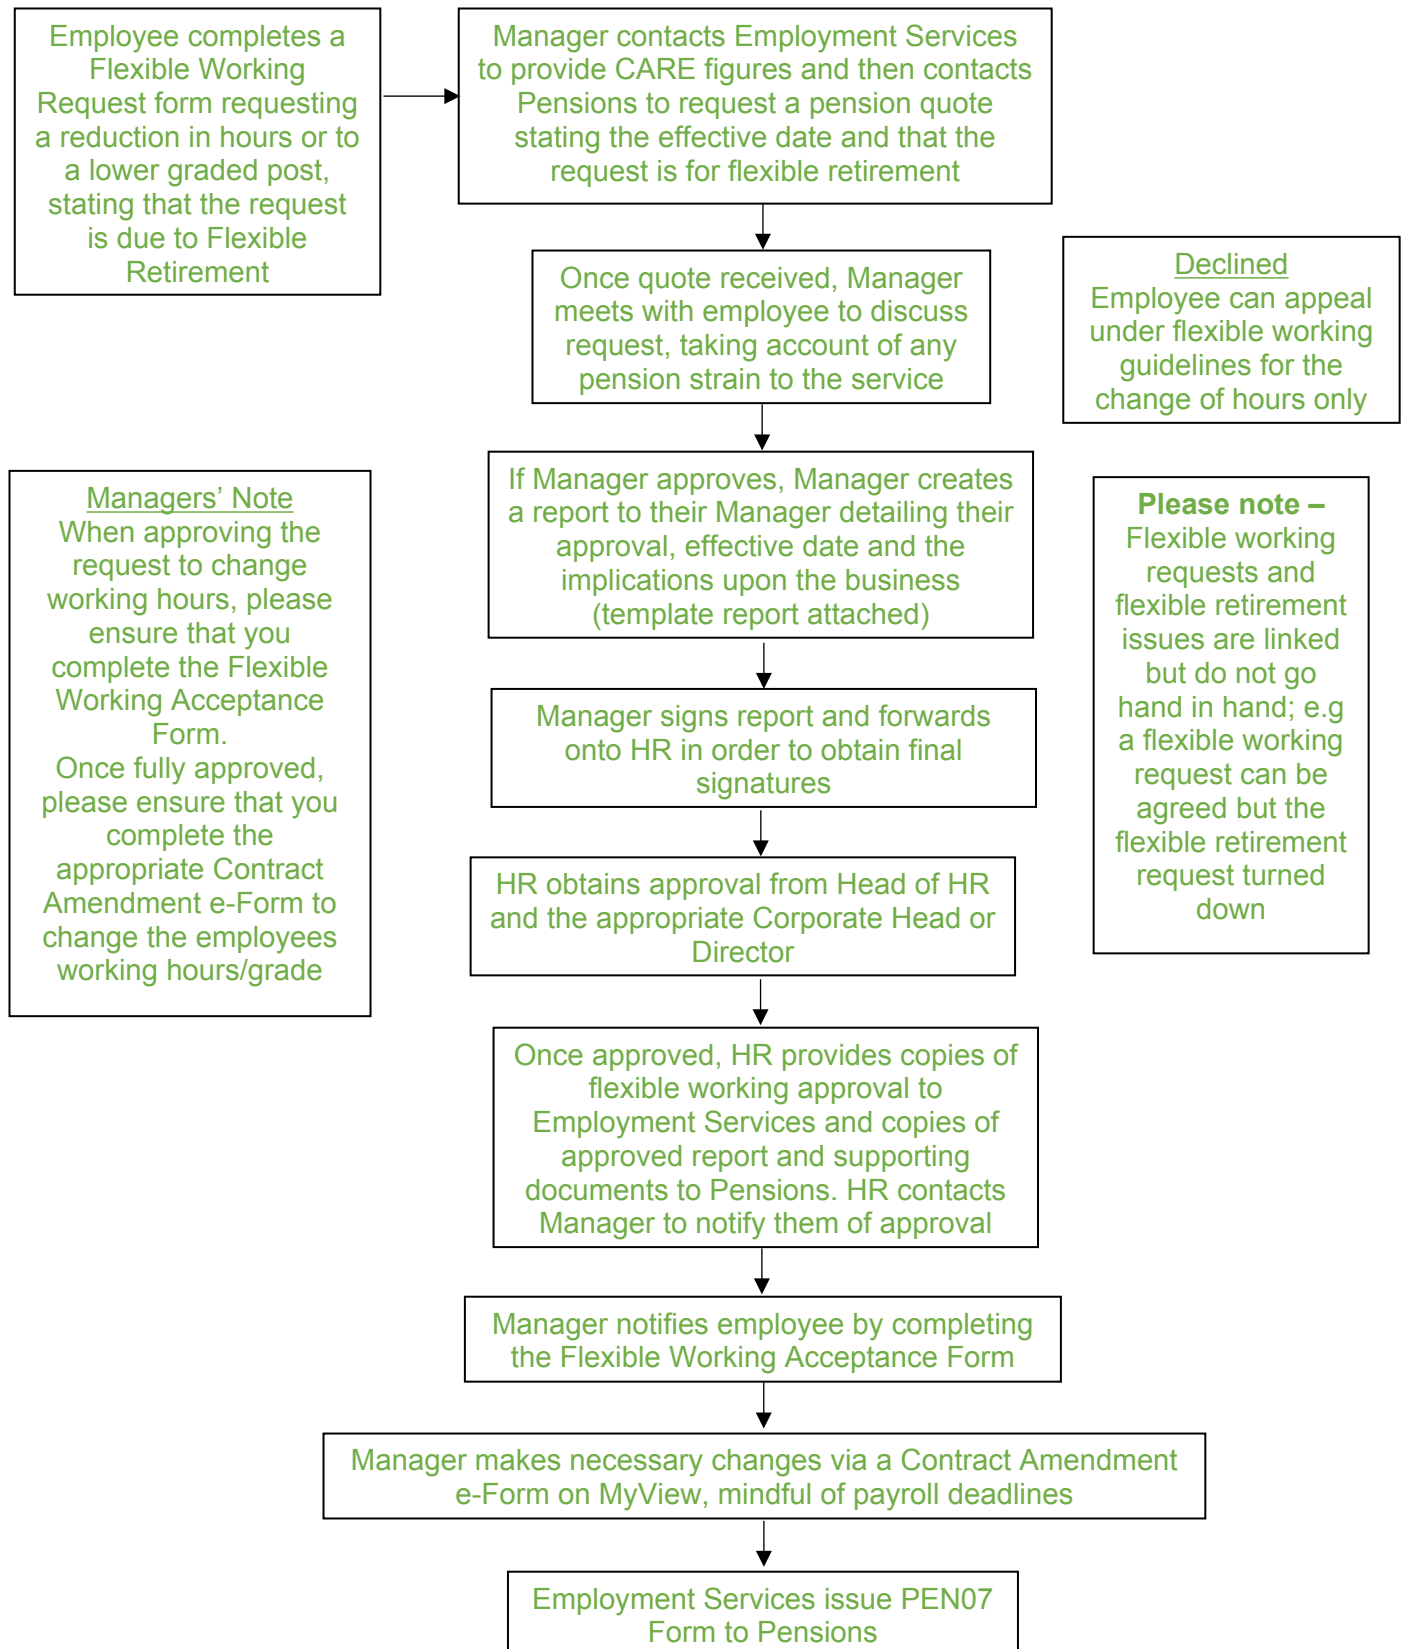 Employee completes a
Flexible Working
Request form requesting
a reduction in hours or to
a lower graded post,
stating that the request
is due to Flexible
Retirement
Manager contacts Employment Services
to provide CARE figures and then contacts
Pensions to request a pension quote
stating the effective date and that the
request is for flexible retirement
Once quote received, Manager
meets with employee to discuss
request, taking account of any
pension strain to the service
Declined
Employee can appeal
under flexible working
guidelines for the
change of hours only
If Manager approves, Manager creates
a report to their Manager detailing their
approval, effective date and the
implications upon the business
(template report attached)
Managers’ Note
When approving the
request to change
working hours, please
ensure that you
complete the Flexible
Working Acceptance
Form.
Once fully approved,
please ensure that you
complete the
appropriate Contract
Amendment e-Form to
change the employees
working hours/grade
Please note –
Flexible working
requests and
flexible retirement
issues are linked
but do not go
hand in hand; e.g
a flexible working
request can be
agreed but the
flexible retirement
request turned
down
Manager signs report and forwards
onto HR in order to obtain final
signatures
HR obtains approval from Head of HR
and the appropriate Corporate Head or
Director
Once approved, HR provides copies of
flexible working approval to
Employment Services and copies of
approved report and supporting
documents to Pensions. HR contacts
Manager to notify them of approval
Manager notifies employee by completing
the Flexible Working Acceptance Form
Manager makes necessary changes via a Contract Amendment
e-Form on MyView, mindful of payroll deadlines
Employment Services issue PEN07
Form to Pensions